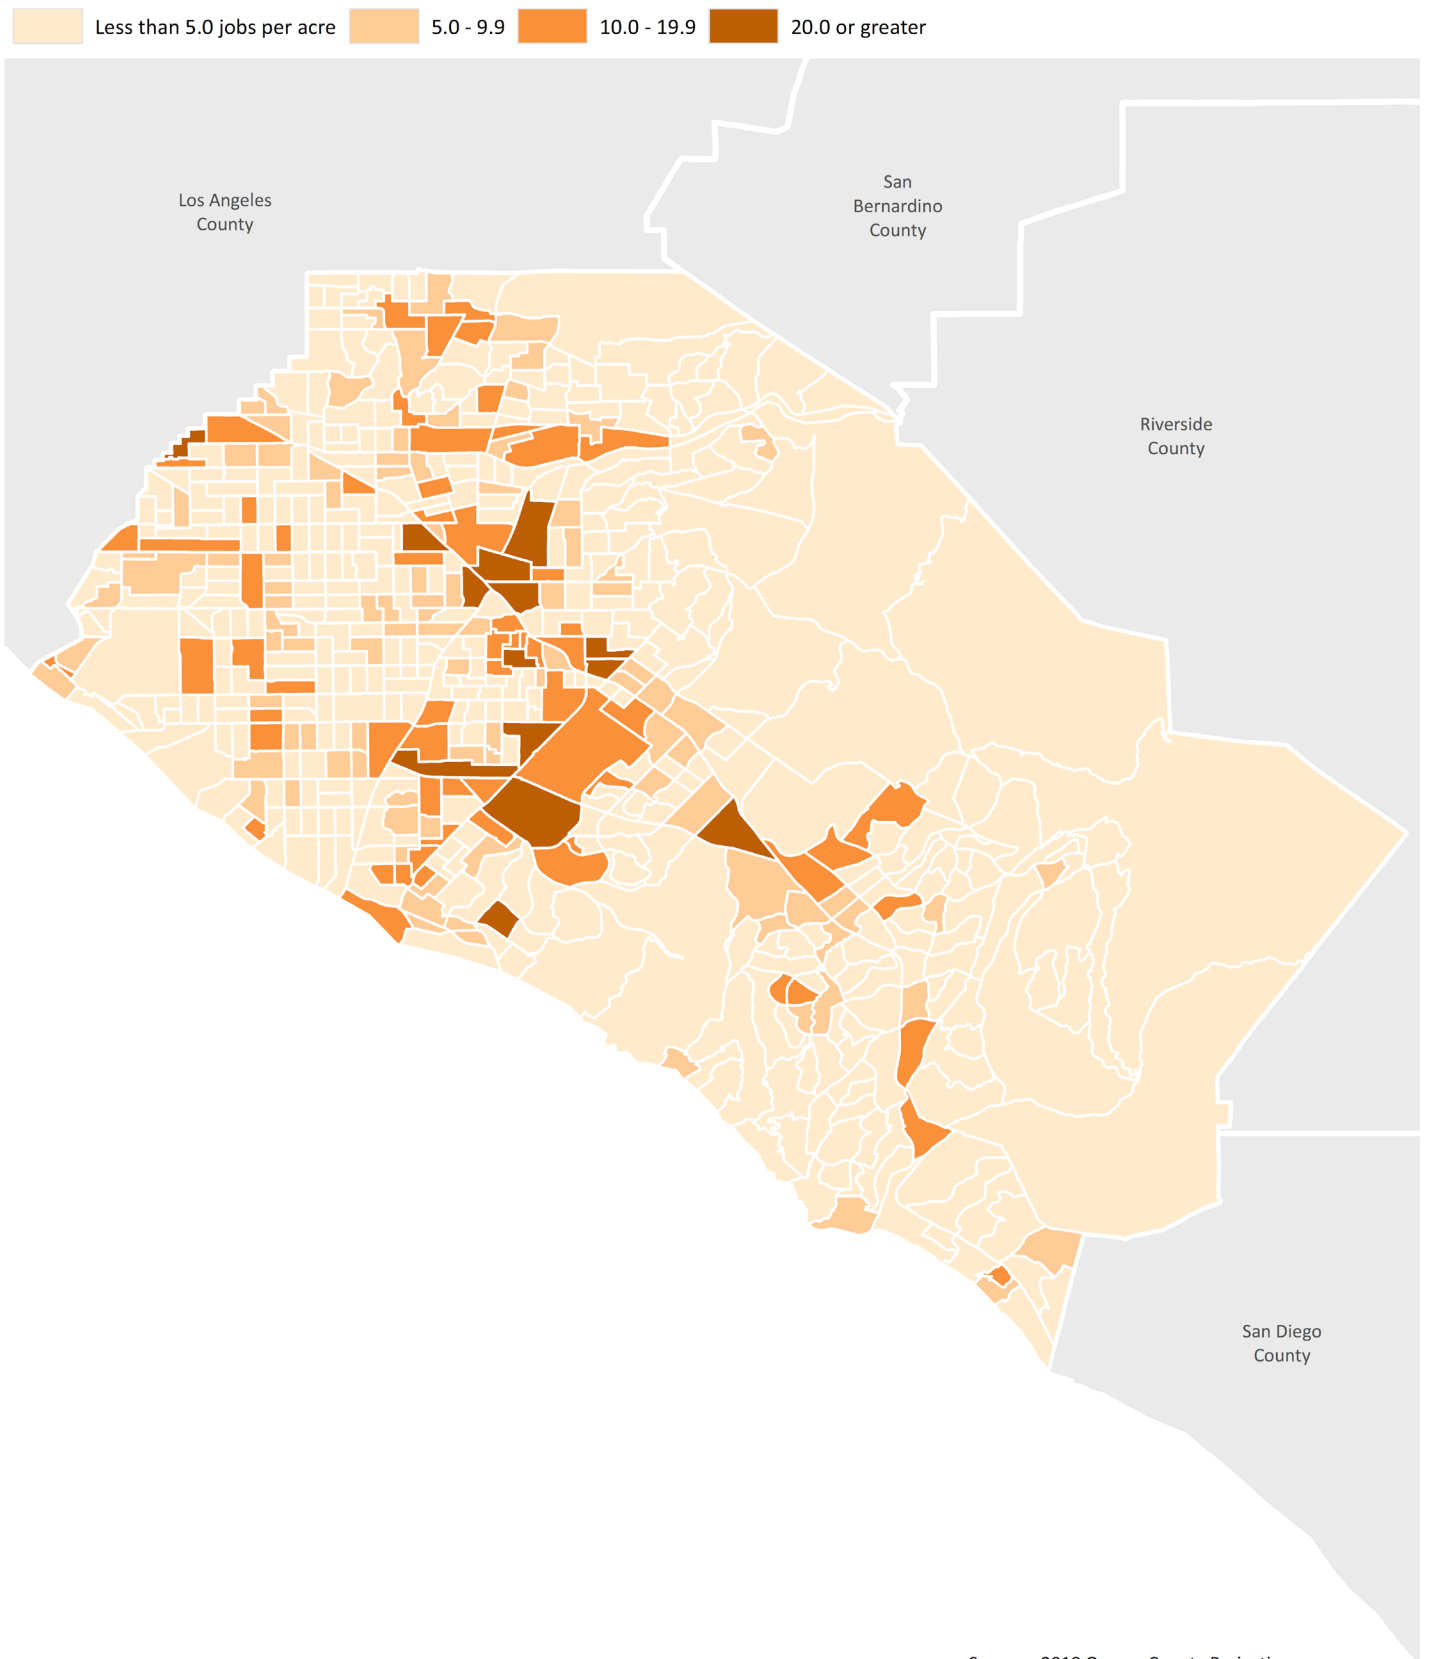 Less than 5.0 jobs per acre 5.0 - 9.9 10.0 - 19.9 20.0 or greater
San
Bernardino
County
Los Angeles
County
Riverside
County
San Diego
County